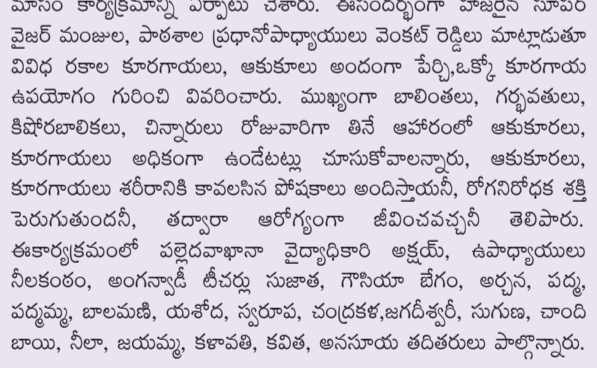 మాసం కార్యక్రమాన్ని ఏర్పాటు చేశారు. ఈసందర్భంగా హాజరైన సూపర్
వైజర్ మంజుల, పాఠశాల ప్రధానోపాధ్యాయులు వెంకట్ రెడ్డిలు మాట్లాడుతూ
వివిధ రకాల కూరగాయలు, ఆకుకూలు అందంగా పేర్చి,ఒక్కో కూరగాయ
ఉపయోగం గురించి వివరించారు. ముఖ్యంగా బాలింతలు, గర్భవతులు,
కిషోరబాలికలు, చిన్నారులు రోజువారిగా తినే ఆహారంలో ఆకుకూరలు,
కూరగాయలు అధికంగా ఉండేటట్లు చూసుకోవాలన్నారు, ఆకుకూరలు,
కూరగాయలు శరీరానికి కావలసిన పోషకాలు అందిస్తాయనీ, రోగనిరోధక శక్తి
పెరుగుతుందనీ, తద్వారా ఆరోగ్యంగా జీవించవచ్చనీ తెలిపారు.
ఈకార్యక్రమంలో పల్లెదవాఖానా వైద్యాధికారి అక్షయ్, ఉపాధ్యాయులు
నీలకంఠం, అంగన్వాడీ టీచర్లు సుజాత, గౌసియా బేగం, అర్చన, పద్మ,
పద్మమ్మ, బాలమణి, యశోద, స్వరూప, చంద్రకళ,జగదీశ్వరీ, సుగుణ, చాంది
బాయి, నీలా, జయమ్మ, కళావతి, కవిత, అనసూయ తదితరులు పాల్గొన్నారు.